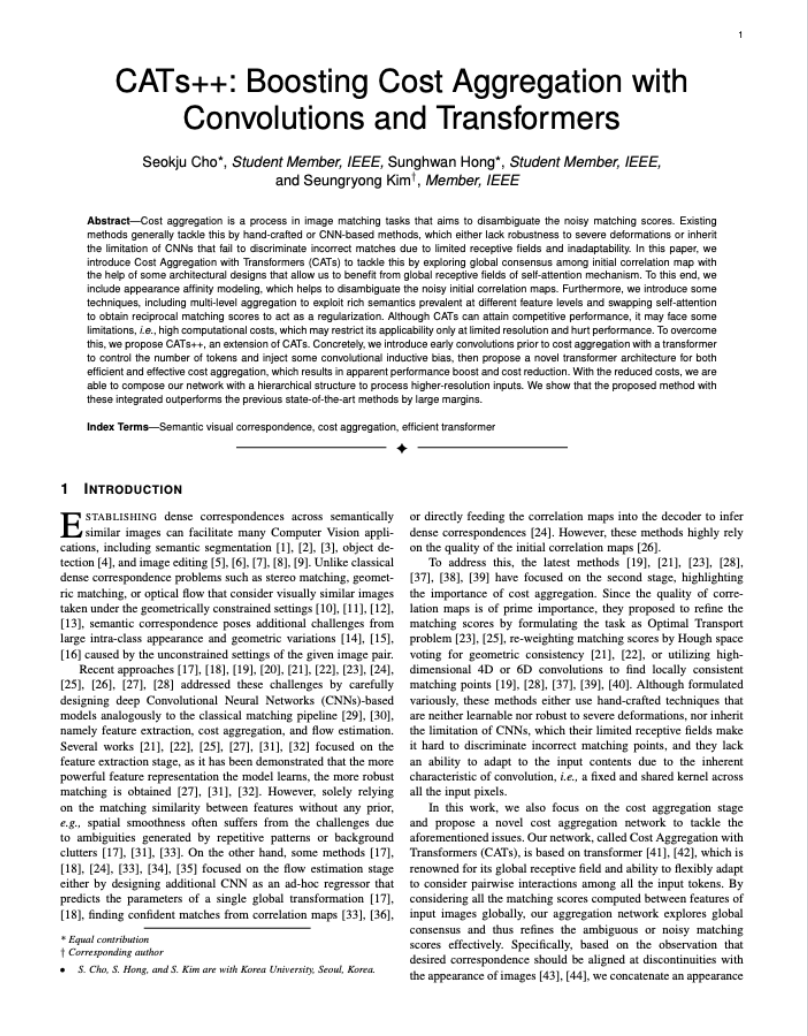 1
CATs++: Boosting Cost Aggregation with
Convolutions and Transformers
Seokju Cho*, Student Member, IEEE, Sunghwan Hong*, Student Member, IEEE,
and Seungryong Kim†, Member, IEEE
Abstract—Cost aggregation is a process in image matching tasks that aims to disambiguate the noisy matching scores. Existing
methods generally tackle this by hand-crafted or CNN-based methods, which either lack robustness to severe deformations or inherit
the limitation of CNNs that fail to discriminate incorrect matches due to limited receptive fields and inadaptability. In this paper, we
introduce Cost Aggregation with Transformers (CATs) to tackle this by exploring global consensus among initial correlation map with
the help of some architectural designs that allow us to benefit from global receptive fields of self-attention mechanism. To this end, we
include appearance affinity modeling, which helps to disambiguate the noisy initial correlation maps. Furthermore, we introduce some
techniques, including multi-level aggregation to exploit rich semantics prevalent at different feature levels and swapping self-attention
to obtain reciprocal matching scores to act as a regularization. Although CATs can attain competitive performance, it may face some
limitations, i.e., high computational costs, which may restrict its applicability only at limited resolution and hurt performance. To overcome
this, we propose CATs++, an extension of CATs. Concretely, we introduce early convolutions prior to cost aggregation with a transformer
to control the number of tokens and inject some convolutional inductive bias, then propose a novel transformer architecture for both
efficient and effective cost aggregation, which results in apparent performance boost and cost reduction. With the reduced costs, we are
able to compose our network with a hierarchical structure to process higher-resolution inputs. We show that the proposed method with
these integrated outperforms the previous state-of-the-art methods by large margins.
Index Terms—Semantic visual correspondence, cost aggregation, efficient transformer
1 INTRODUCTION
ESTABLISHING dense correspondences across semantically
similar images can facilitate many Computer Vision appli-
cations, including semantic segmentation [1], [2], [3], object de-
tection [4], and image editing [5], [6], [7], [8], [9]. Unlike classical
dense correspondence problems such as stereo matching, geomet-
ric matching, or optical flow that consider visually similar images
taken under the geometrically constrained settings [10], [11], [12],
[13], semantic correspondence poses additional challenges from
large intra-class appearance and geometric variations [14], [15],
[16] caused by the unconstrained settings of the given image pair.
Recent approaches [17], [18], [19], [20], [21], [22], [23], [24],
[25], [26], [27], [28] addressed these challenges by carefully
designing deep Convolutional Neural Networks (CNNs)-based
models analogously to the classical matching pipeline [29], [30],
namely feature extraction, cost aggregation, and flow estimation.
Several works [21], [22], [25], [27], [31], [32] focused on the
feature extraction stage, as it has been demonstrated that the more
powerful feature representation the model learns, the more robust
matching is obtained [27], [31], [32]. However, solely relying
on the matching similarity between features without any prior,
e.g., spatial smoothness often suffers from the challenges due
to ambiguities generated by repetitive patterns or background
clutters [17], [31], [33]. On the other hand, some methods [17],
[18], [24], [33], [34], [35] focused on the flow estimation stage
either by designing additional CNN as an ad-hoc regressor that
predicts the parameters of a single global transformation [17],
[18], finding confident matches from correlation maps [33], [36],
* Equal contribution
† Corresponding author
• S. Cho, S. Hong, and S. Kim are with Korea University, Seoul, Korea.
or directly feeding the correlation maps into the decoder to infer
dense correspondences [24]. However, these methods highly rely
on the quality of the initial correlation maps [26].
To address this, the latest methods [19], [21], [23], [28],
[37], [38], [39] have focused on the second stage, highlighting
the importance of cost aggregation. Since the quality of corre-
lation maps is of prime importance, they proposed to refine the
matching scores by formulating the task as Optimal Transport
problem [23], [25], re-weighting matching scores by Hough space
voting for geometric consistency [21], [22], or utilizing high-
dimensional 4D or 6D convolutions to find locally consistent
matching points [19], [28], [37], [39], [40]. Although formulated
variously, these methods either use hand-crafted techniques that
are neither learnable nor robust to severe deformations, nor inherit
the limitation of CNNs, which their limited receptive fields make
it hard to discriminate incorrect matching points, and they lack
an ability to adapt to the input contents due to the inherent
characteristic of convolution, i.e., a fixed and shared kernel across
all the input pixels.
In this work, we also focus on the cost aggregation stage
and propose a novel cost aggregation network to tackle the
aforementioned issues. Our network, called Cost Aggregation with
Transformers (CATs), is based on transformer [41], [42], which is
renowned for its global receptive field and ability to flexibly adapt
to consider pairwise interactions among all the input tokens. By
considering all the matching scores computed between features of
input images globally, our aggregation network explores global
consensus and thus refines the ambiguous or noisy matching
scores effectively. Specifically, based on the observation that
desired correspondence should be aligned at discontinuities with
the appearance of images [43], [44], we concatenate an appearance